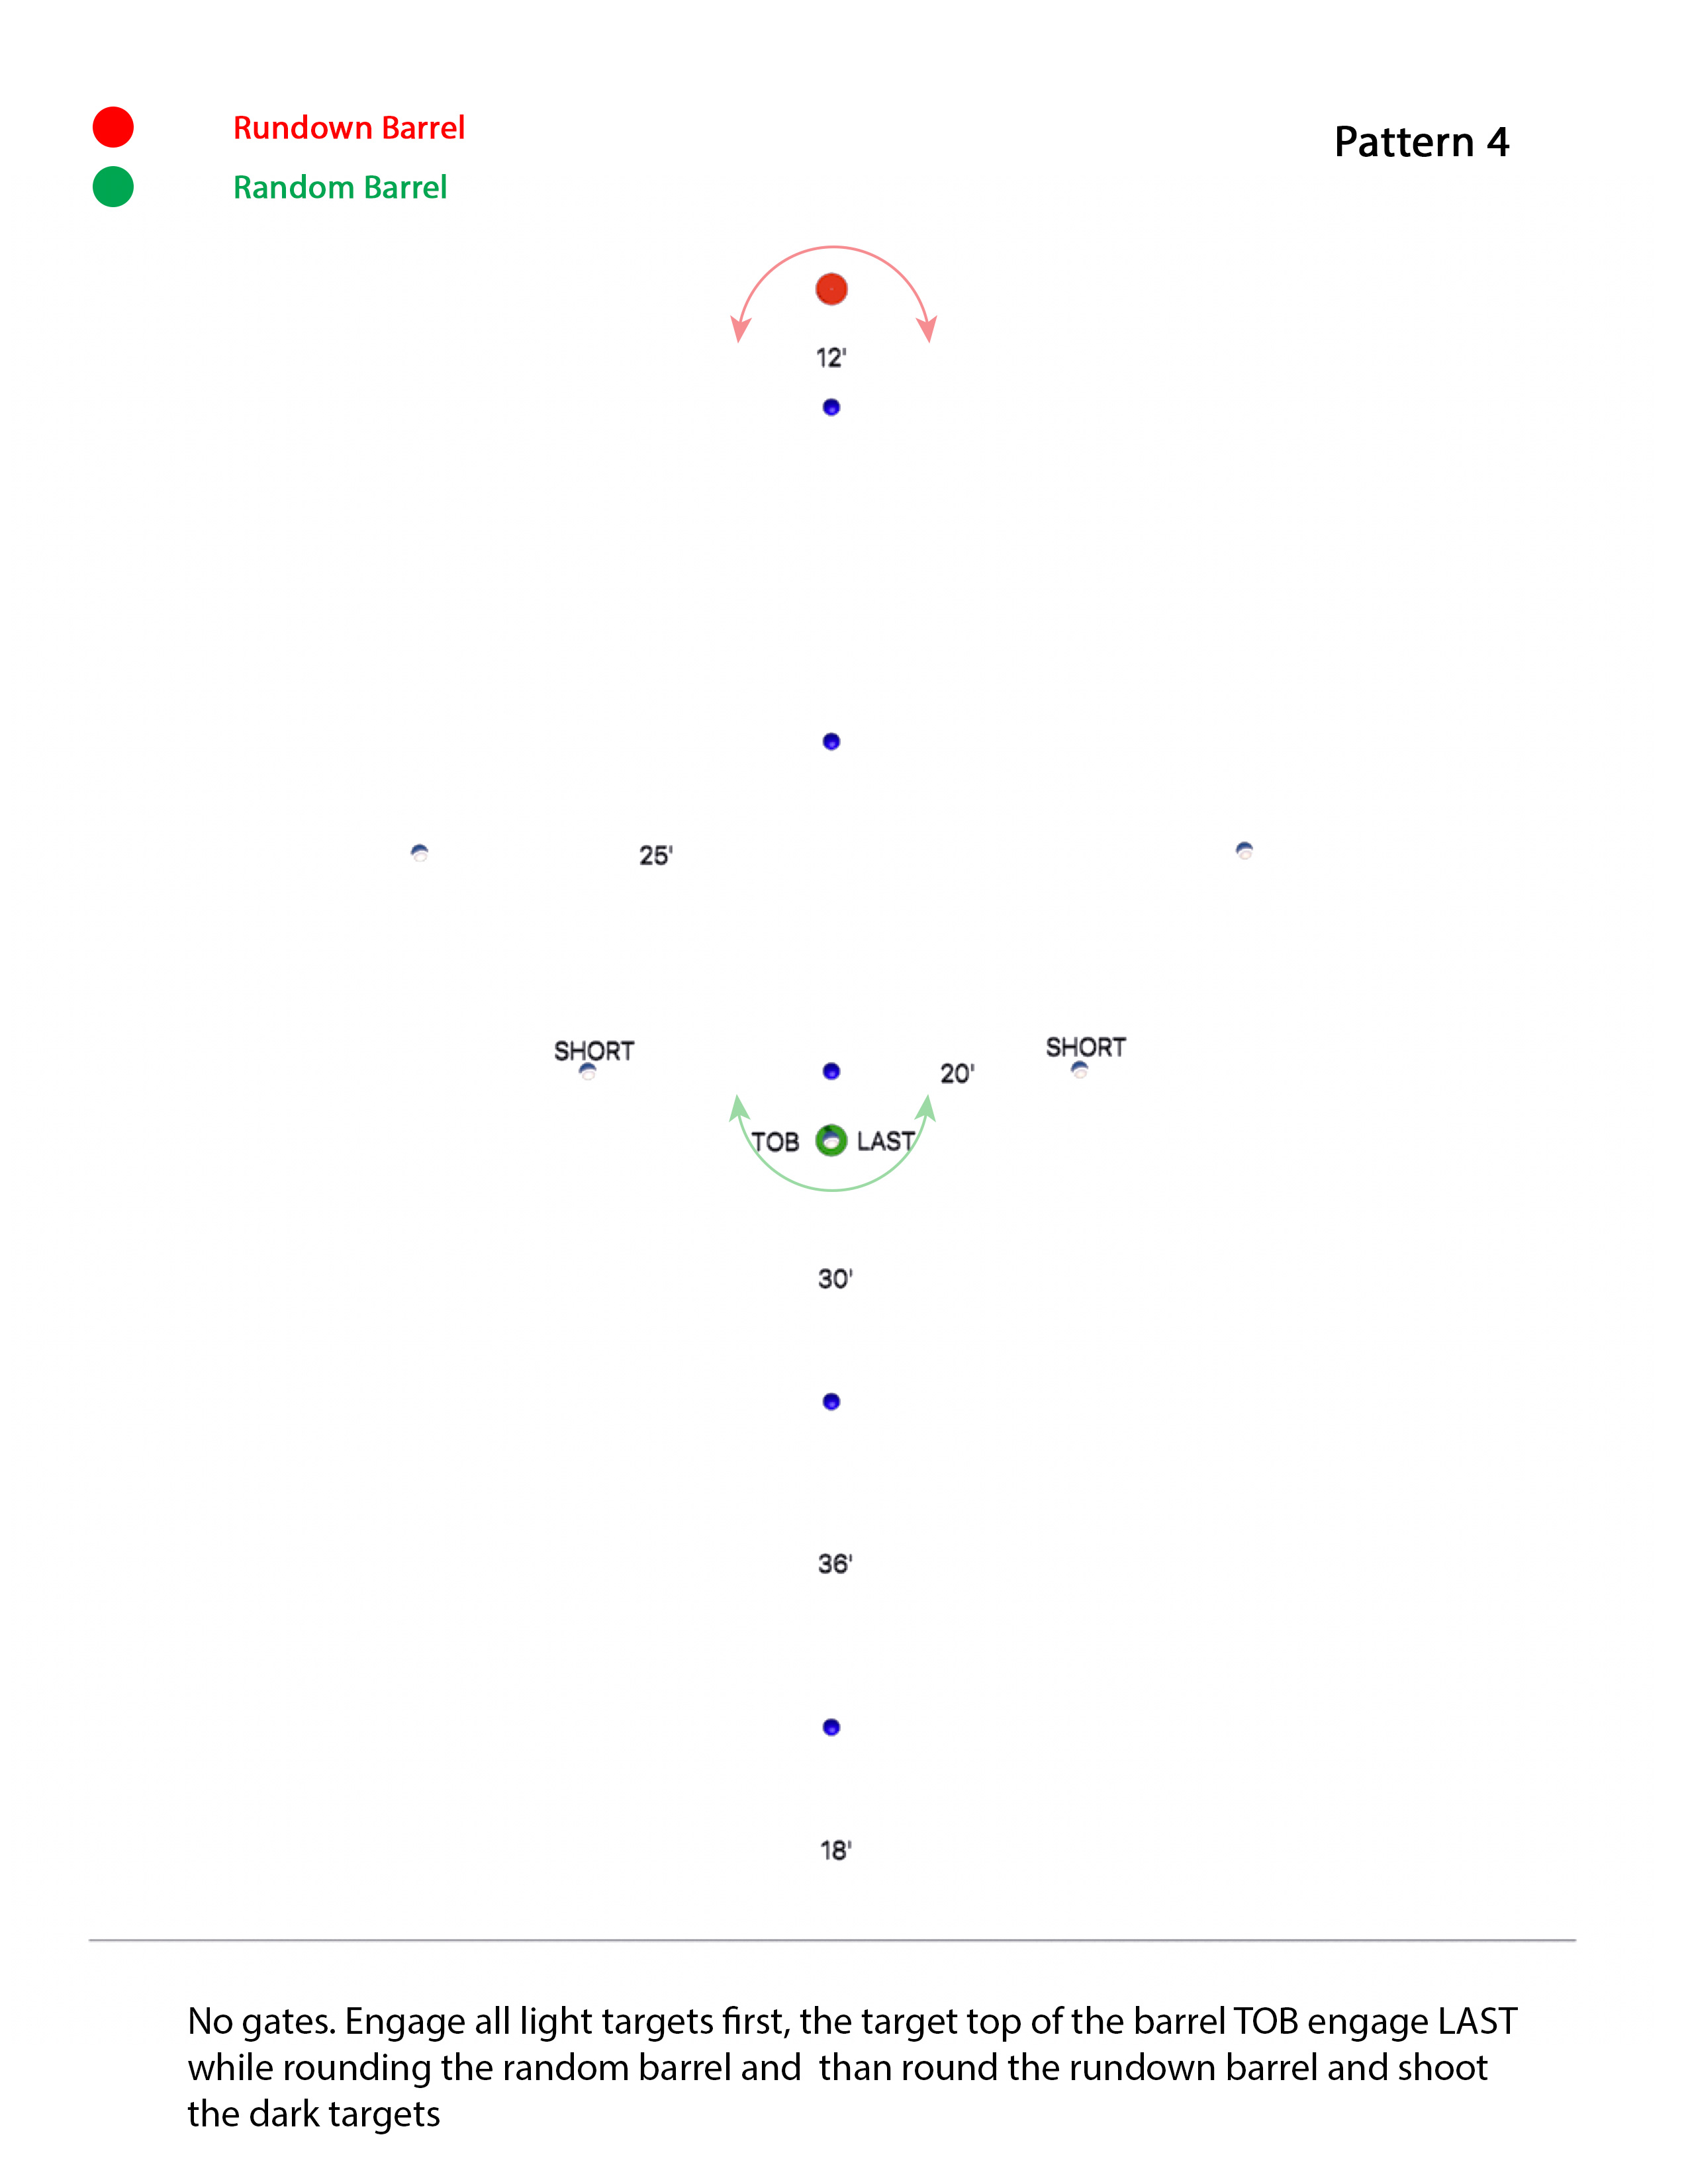 Rundown Barrel
Pattern 4
Random Barrel
12'
25'
SHORT
SHORT
20'
TOB
LAST
30'
36'
18'
No gates. Engage all light targets first, the target top of the barrel TOB engage LAST
while rounding the random barrel and  than round the rundown barrel and shoot
the dark targets